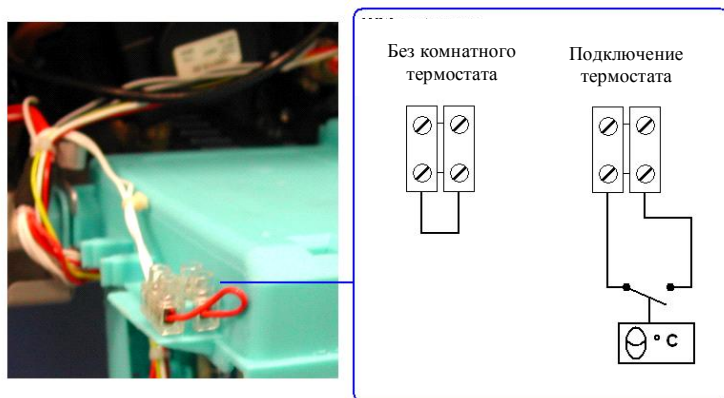 Без комнатного
термостата
Подключение
термостата
° C